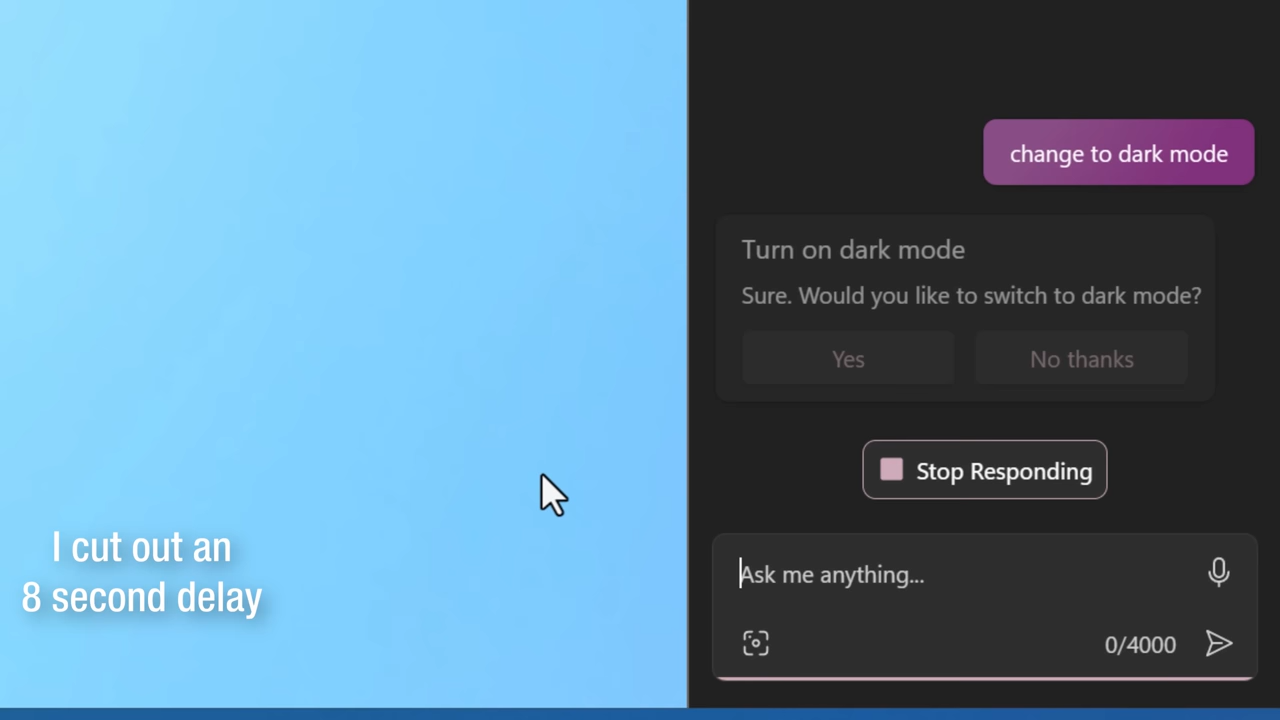 change to dark mode
Turn on dark mode
Sure. Would you like to switch to dark mode?
Yes
No thanks
Stop Responding
Ask me anything...
0/4000
I cut out an
8 second delay